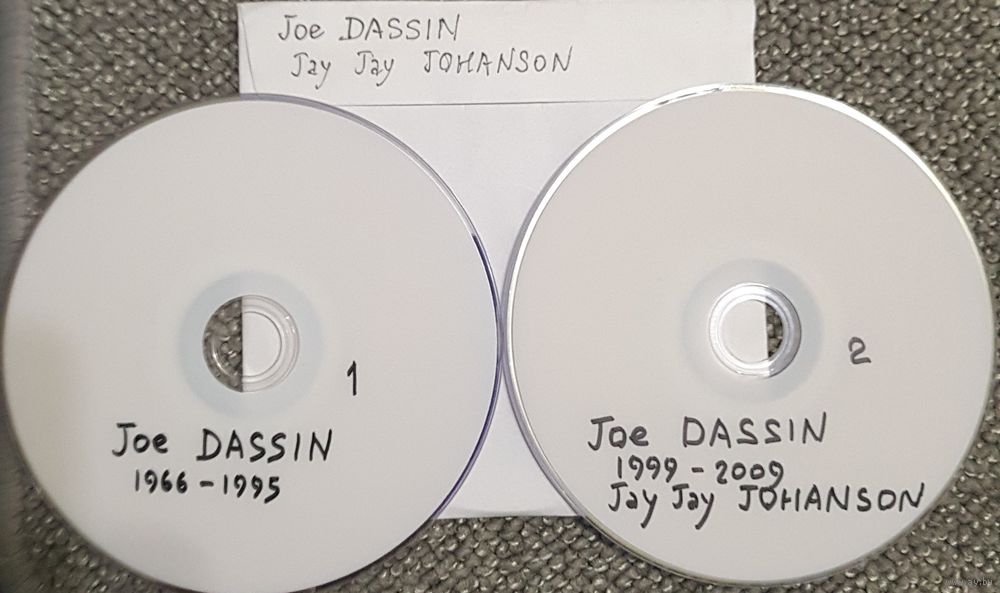 Joe DASSIN
Jay Jay JOHANSON
1
Joe DASSIN
1966 - 1995
2
Joe DASSIN
1999 - 2009
Jay Jay JOHANSON